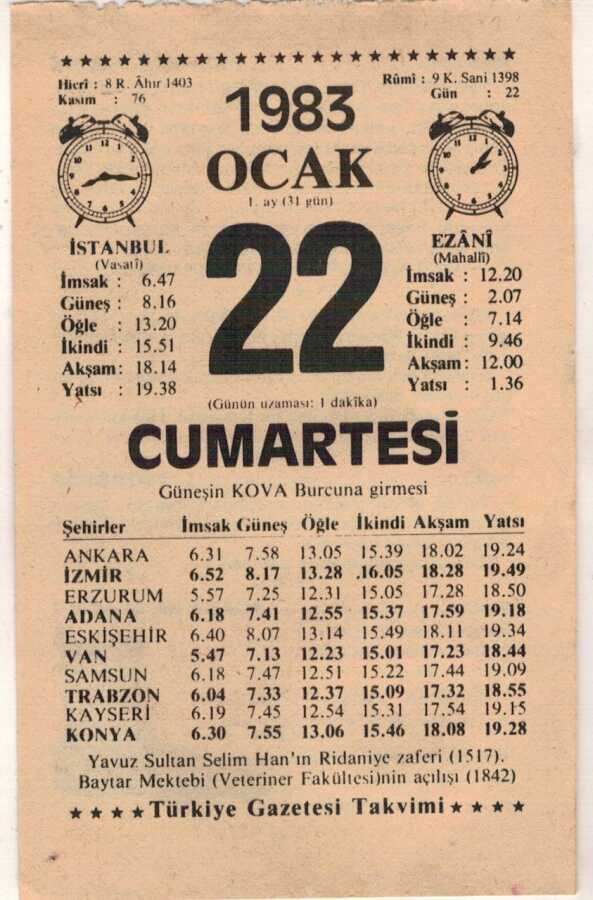 ★ ★ ★ ★ ★ ★ ★ ★ ★ ★ ★ ★ ★ ★ ★ ★ ★ ★ ★ ★ ★ ★ ★ ★ ★ ★ ★ ★
Hicrî : 8 R. Âhır 1403
Kasım : 76
1983
Rûmi : 9 K. Sani 1398
Gün : 22
OCAK
1. ay (31 gün)
22
İSTANBUL
(Vasatî)
İmsak : 6.47
Güneş : 8.16
Öğle : 13.20
İkindi : 15.51
Akşam: 18.14
Yatsı : 19.38
EZÂNÎ
(Mahallî)
İmsak : 12.20
Güneş : 2.07
Öğle : 7.14
İkindi : 9.46
Akşam: 12.00
Yatsı : 1.36
(Günün uzaması: 1 dakîka)
CUMARTESİ
Güneşin KOVA Burcuna girmesi
Şehirler İmsak Güneş Öğle İkindi Akşam Yatsı
ANKARA 6.31 7.58 13.05 15.39 18.02 19.24
İZMİR 6.52 8.17 13.28 .16.05 18.28 19.49
ERZURUM 5.57 7.25 12.31 15.05 17.28 18.50
ADANA 6.18 7.41 12.55 15.37 17.59 19.18
ESKİŞEHİR 6.40 8.07 13.14 15.49 18.11 19.34
VAN 5.47 7.13 12.23 15.01 17.23 18.44
SAMSUN 6.18 7.47 12.51 15.22 17.44 19.09
TRABZON 6.04 7.33 12.37 15.09 17.32 18.55
KAYSERİ 6.19 7.45 12.54 15.31 17.54 19.15
KONYA 6.30 7.55 13.06 15.46 18.08 19.28
Yavuz Sultan Selim Han'ın Ridaniye zaferi (1517).
Baytar Mektebi (Veteriner Fakültesi)nin açılışı (1842)
★ ★ ★ ★ Türkiye Gazetesi Takvimi ★ ★ ★ ★